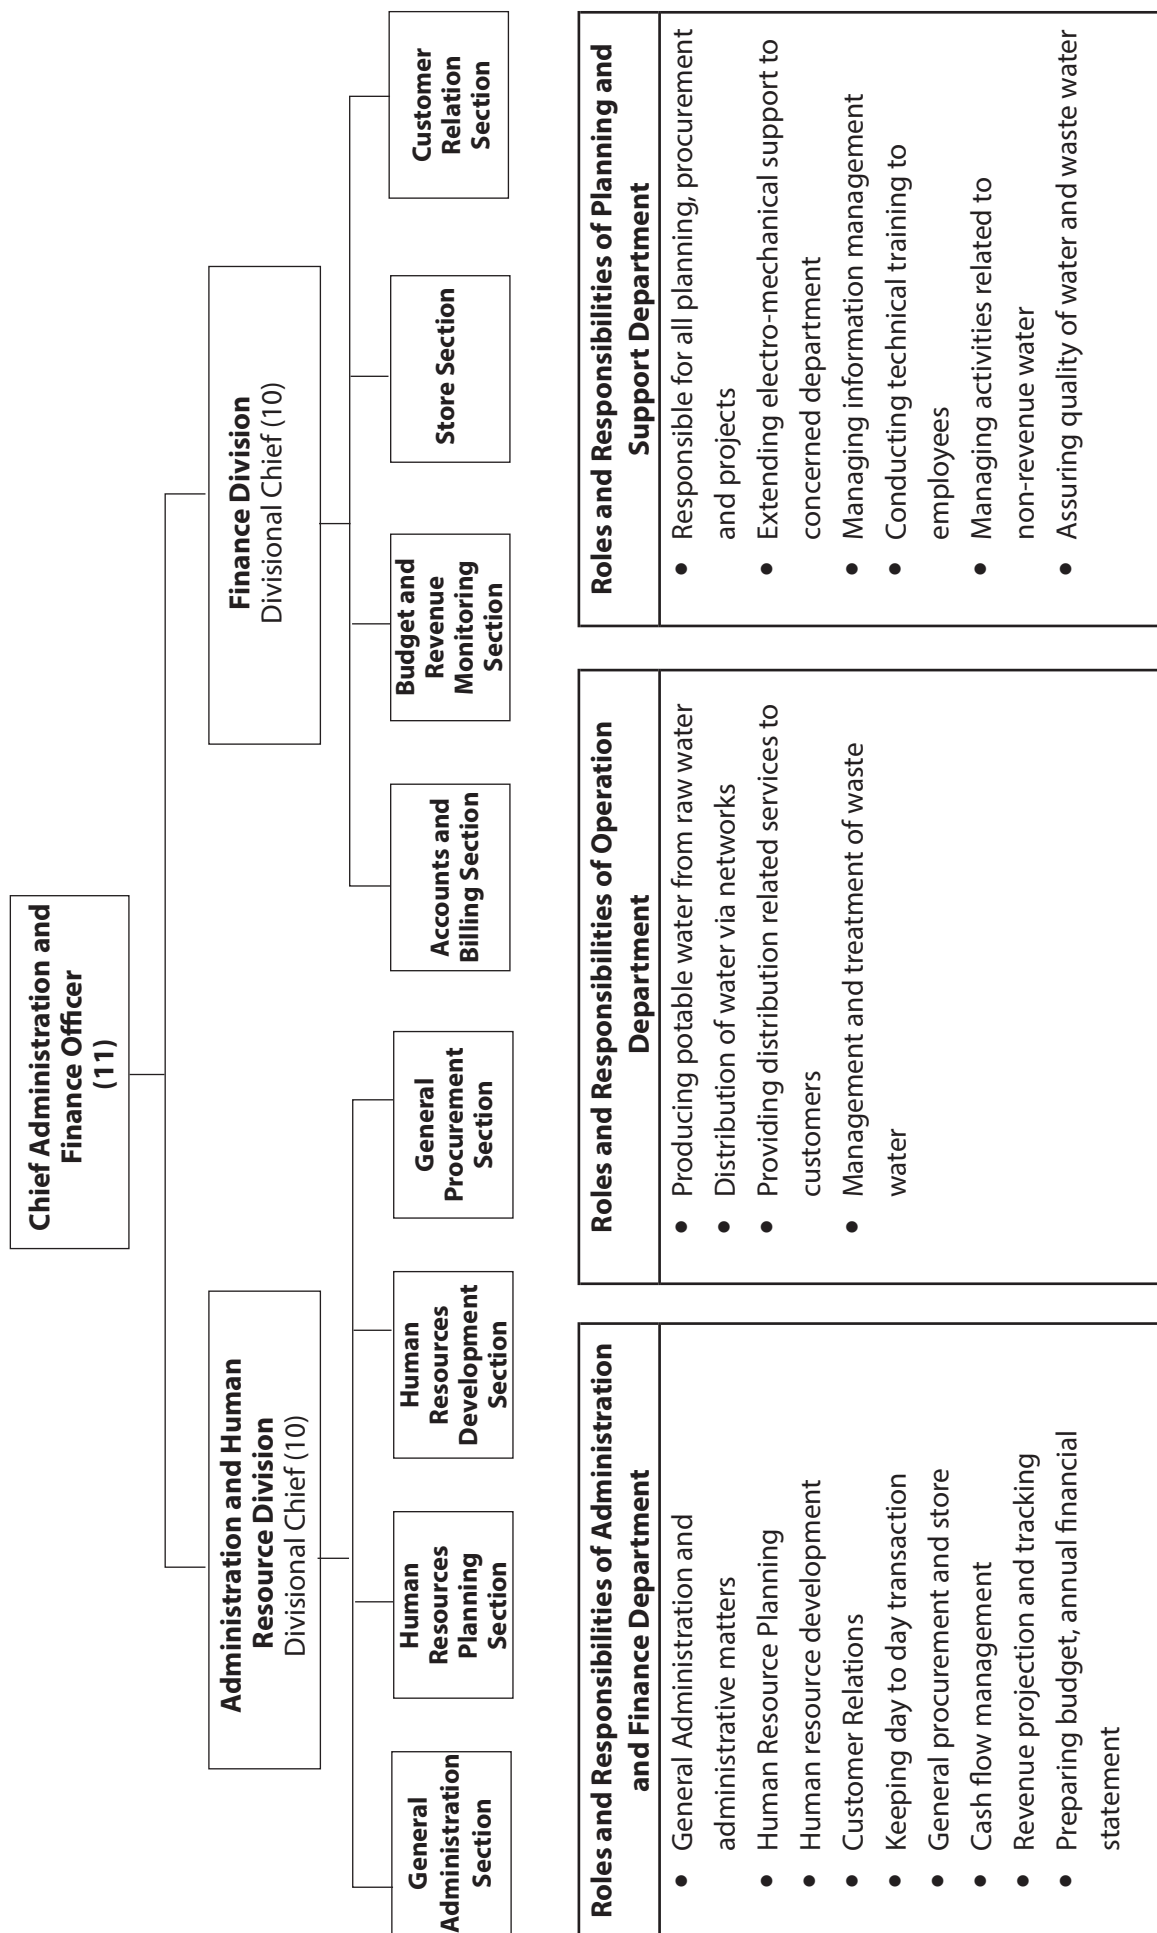 Chief Administration and
Finance Officer
(11)
Administration and Human
Resource Division
Divisional Chief (10)
Finance Division
Divisional Chief (10)
General
Administration
Section
Human
Resources
Planning
Section
Human
Resources
Development
Section
General
Procurement
Section
Accounts and
Billing Section
Budget and
Revenue
Monitoring
Section
Store Section
Customer
Relation
Section
Roles and Responsibilities of Administration
and Finance Department
• General Administration and
administrative matters
• Human Resource Planning
• Human resource development
• Customer Relations
• Keeping day to day transaction
• General procurement and store
• Cash flow management
• Revenue projection and tracking
• Preparing budget, annual financial
statement
Roles and Responsibilities of Operation
Department
• Producing potable water from raw water
• Distribution of water via networks
• Providing distribution related services to
customers
• Management and treatment of waste
water
Roles and Responsibilities of Planning and
Support Department
• Responsible for all planning, procurement
and projects
• Extending electro-mechanical support to
concerned department
• Managing information management
• Conducting technical training to
employees
• Managing activities related to
non-revenue water
• Assuring quality of water and waste water